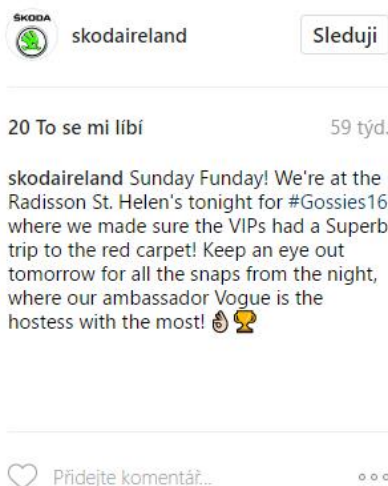 ŠKODA
skodaireland
Sleduji
20 To se mi líbí
59 týd.
skodaireland Sunday Funday! We're at the
Radisson St. Helen's tonight for #Gossies16
where we made sure the VIPs had a Superb
trip to the red carpet! Keep an eye out
tomorrow for all the snaps from the night,
where our ambassador Vogue is the
hostess with the most! 👌🏻🏆
Přidejte komentář...